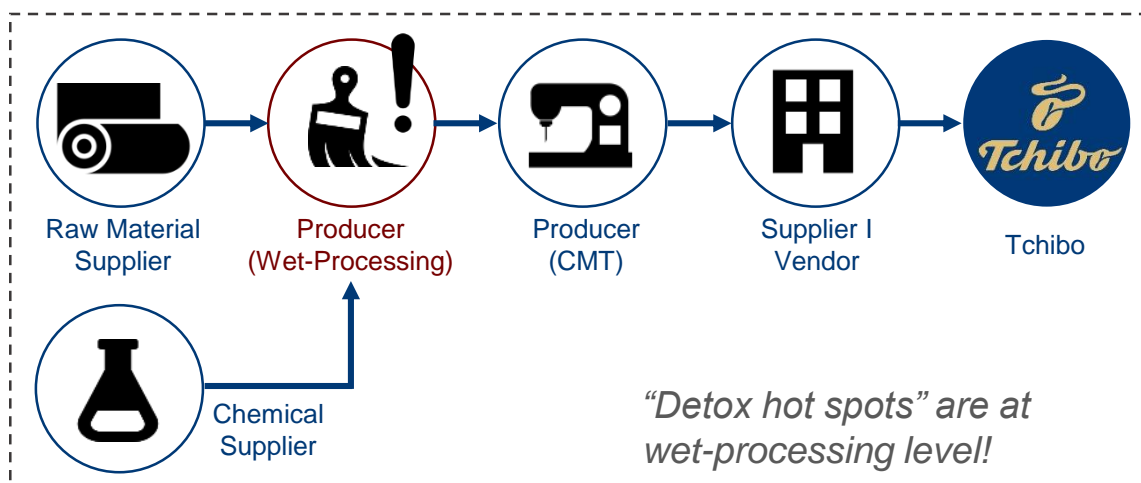 Tchibo
Raw Material
Supplier
Producer
(Wet-Processing)
Producer
(CMT)
Supplier I
Vendor
Tchibo
Chemical
Supplier
“Detox hot spots” are at
wet-processing level!